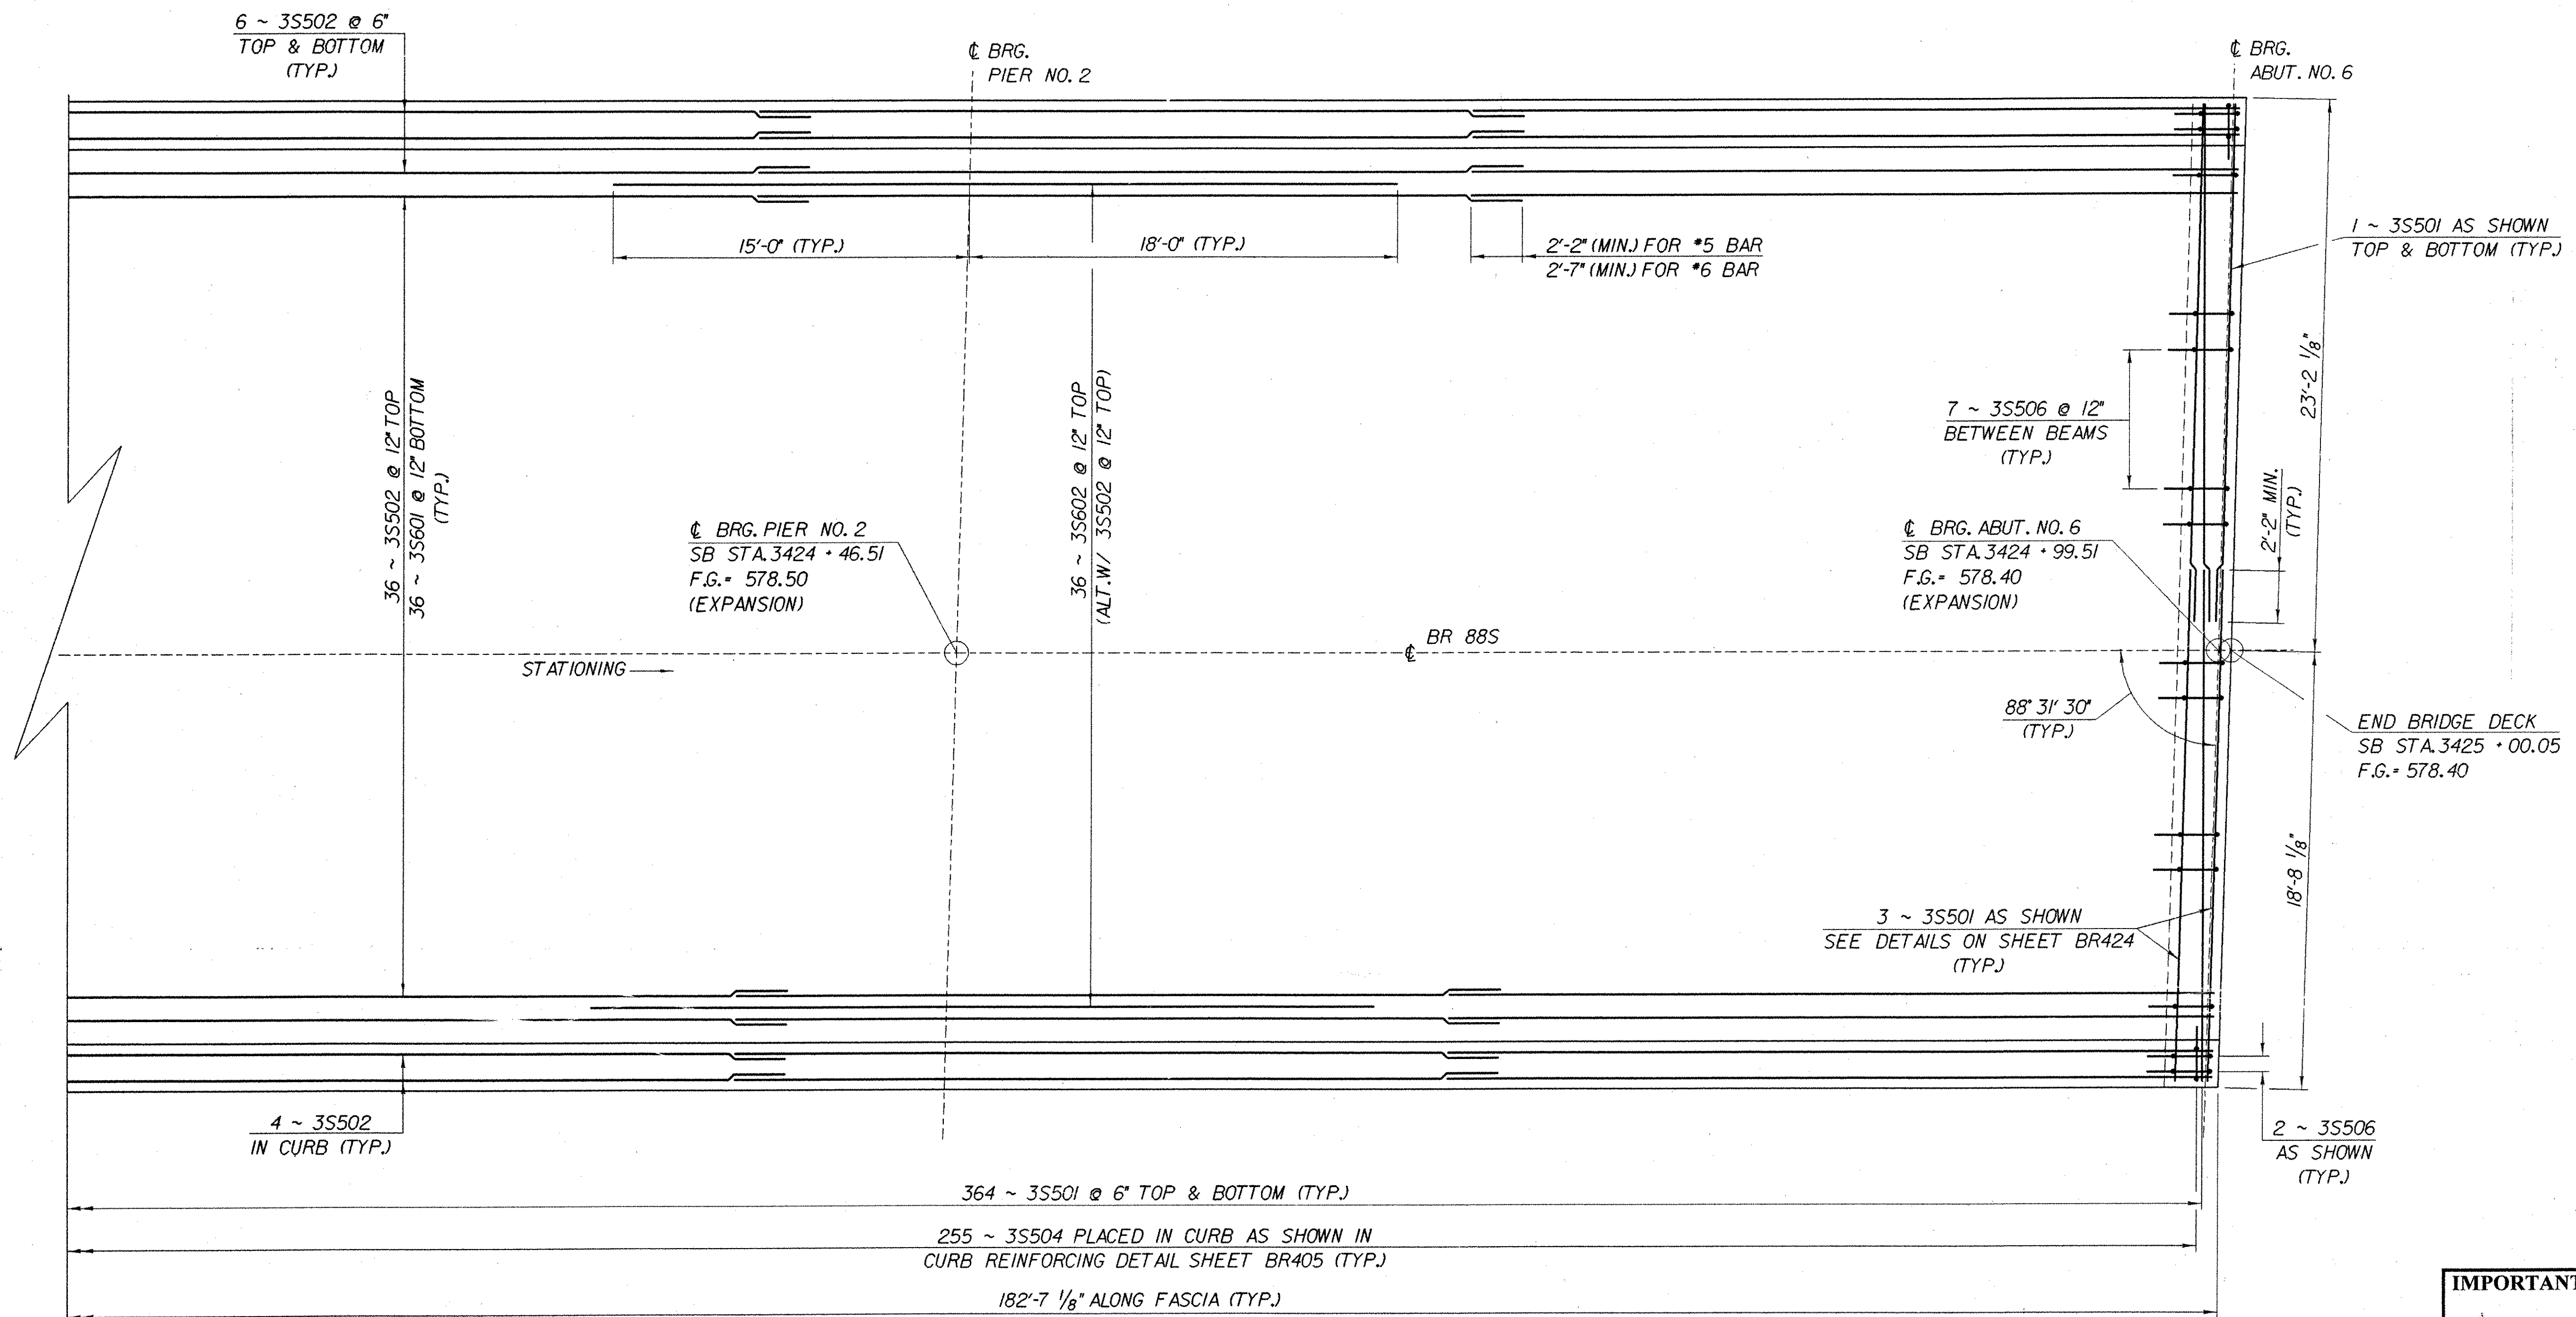 6 ~ 3S502 @ 6"
TOP & BOTTOM
(TYP.)
℄ BRG.
PIER NO. 2
℄ BRG.
ABUT. NO. 6
15'-0" (TYP.)
18'-0" (TYP.)
2'-2" (MIN.) FOR #5 BAR
2'-7" (MIN.) FOR #6 BAR
1 ~ 3S501 AS SHOWN
TOP & BOTTOM (TYP.)
36 ~ 3S502 @ 12" TOP
36 ~ 3S601 @ 12" BOTTOM
(TYP.)
36 ~ 3S602 @ 12" TOP
(ALT. W/ 3S502 @ 12" TOP)
7 ~ 3S506 @ 12"
BETWEEN BEAMS
(TYP.)
23'-2 1/8"
2'-2" MIN.
(TYP.)
℄ BRG. PIER NO. 2
SB STA. 3424 + 46.51
F.G. = 578.50
(EXPANSION)
℄ BRG. ABUT. NO. 6
SB STA. 3424 + 99.51
F.G. = 578.40
(EXPANSION)
℄ BR 88S
STATIONING
88° 31' 30"
(TYP.)
END BRIDGE DECK
SB STA. 3425 + 00.05
F.G. = 578.40
18'-8 1/8"
3 ~ 3S501 AS SHOWN
SEE DETAILS ON SHEET BR424
(TYP.)
4 ~ 3S502
IN CURB (TYP.)
2 ~ 3S506
AS SHOWN
(TYP.)
364 ~ 3S501 @ 6" TOP & BOTTOM (TYP.)
255 ~ 3S504 PLACED IN CURB AS SHOWN IN
CURB REINFORCING DETAIL SHEET BR405 (TYP.)
182'-7 1/8" ALONG FASCIA (TYP.)
IMPORTANT